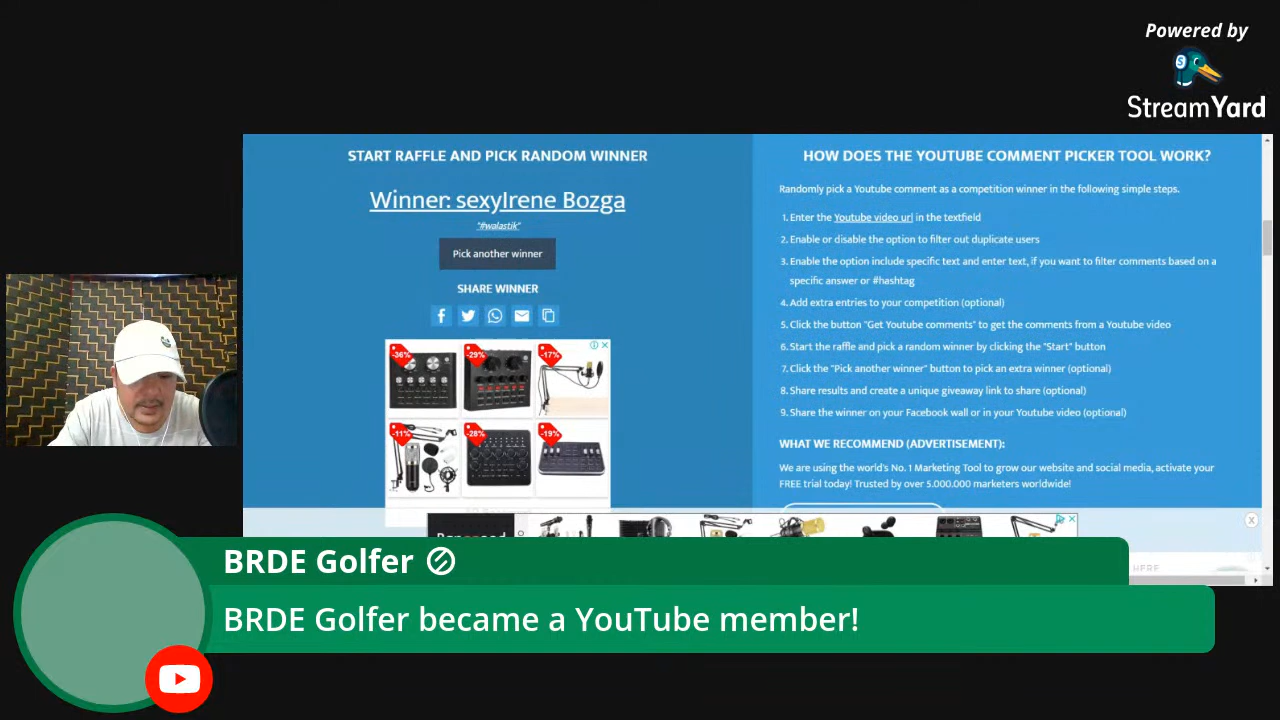 Powered by
StreamYard
START RAFFLE AND PICK RANDOM WINNER
Winner: sexyIrene Bozga
"#walastik"
Pick another winner
SHARE WINNER
-36%
-29%
-17%
-11%
-28%
-19%
HOW DOES THE YOUTUBE COMMENT PICKER TOOL WORK?
Randomly pick a Youtube comment as a competition winner in the following simple steps.
1. Enter the Youtube video url in the textfield
2. Enable or disable the option to filter out duplicate users
3. Enable the option include specific text and enter text, if you want to filter comments based on a
specific answer or #hashtag
4. Add extra entries to your competition (optional)
5. Click the button "Get Youtube comments" to get the comments from a Youtube video
6. Start the raffle and pick a random winner by clicking the "Start" button
7. Click the "Pick another winner" button to pick an extra winner (optional)
8. Share results and create a unique giveaway link to share (optional)
9. Share the winner on your Facebook wall or in your Youtube video (optional)
WHAT WE RECOMMEND (ADVERTISEMENT):
We are using the world's No. 1 Marketing Tool to grow our website and social media, activate your
FREE trial today! Trusted by over 5.000.000 marketers worldwide!
HERE
BRDE Golfer
BRDE Golfer became a YouTube member!